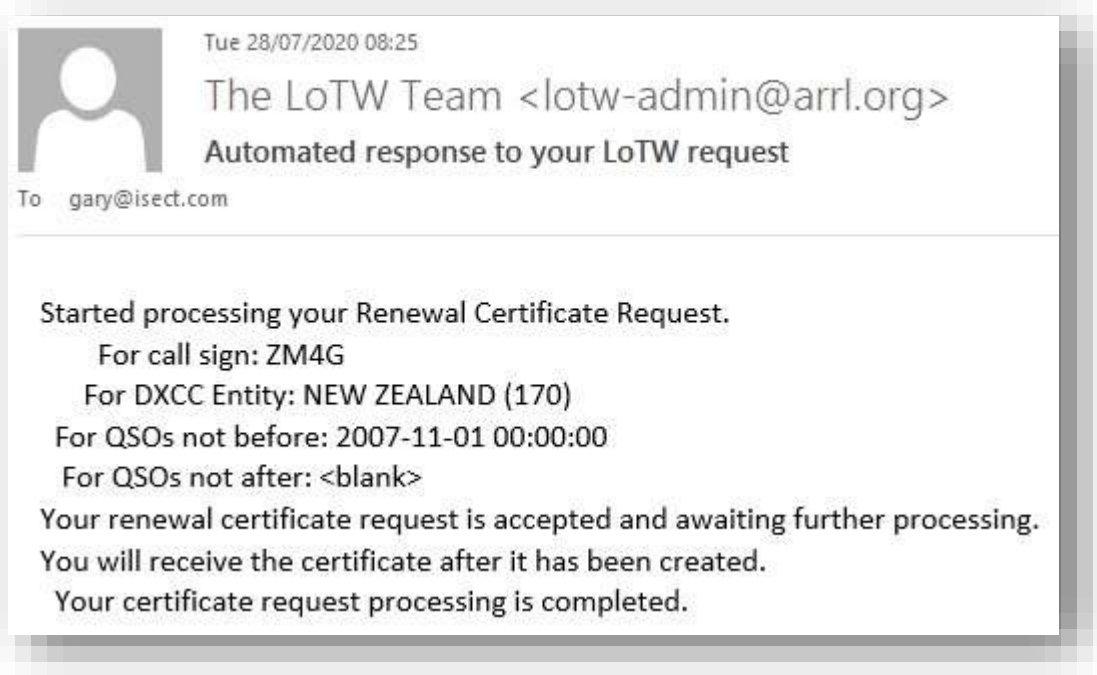 Tue 28/07/2020 08:25
The LoTW Team <lotw-admin@arrl.org>
Automated response to your LoTW request
To gary@isect.com
Started processing your Renewal Certificate Request.
For call sign: ZM4G
For DXCC Entity: NEW ZEALAND (170)
For QSOs not before: 2007-11-01 00:00:00
For QSOs not after: <blank>
Your renewal certificate request is accepted and awaiting further processing.
You will receive the certificate after it has been created.
Your certificate request processing is completed.